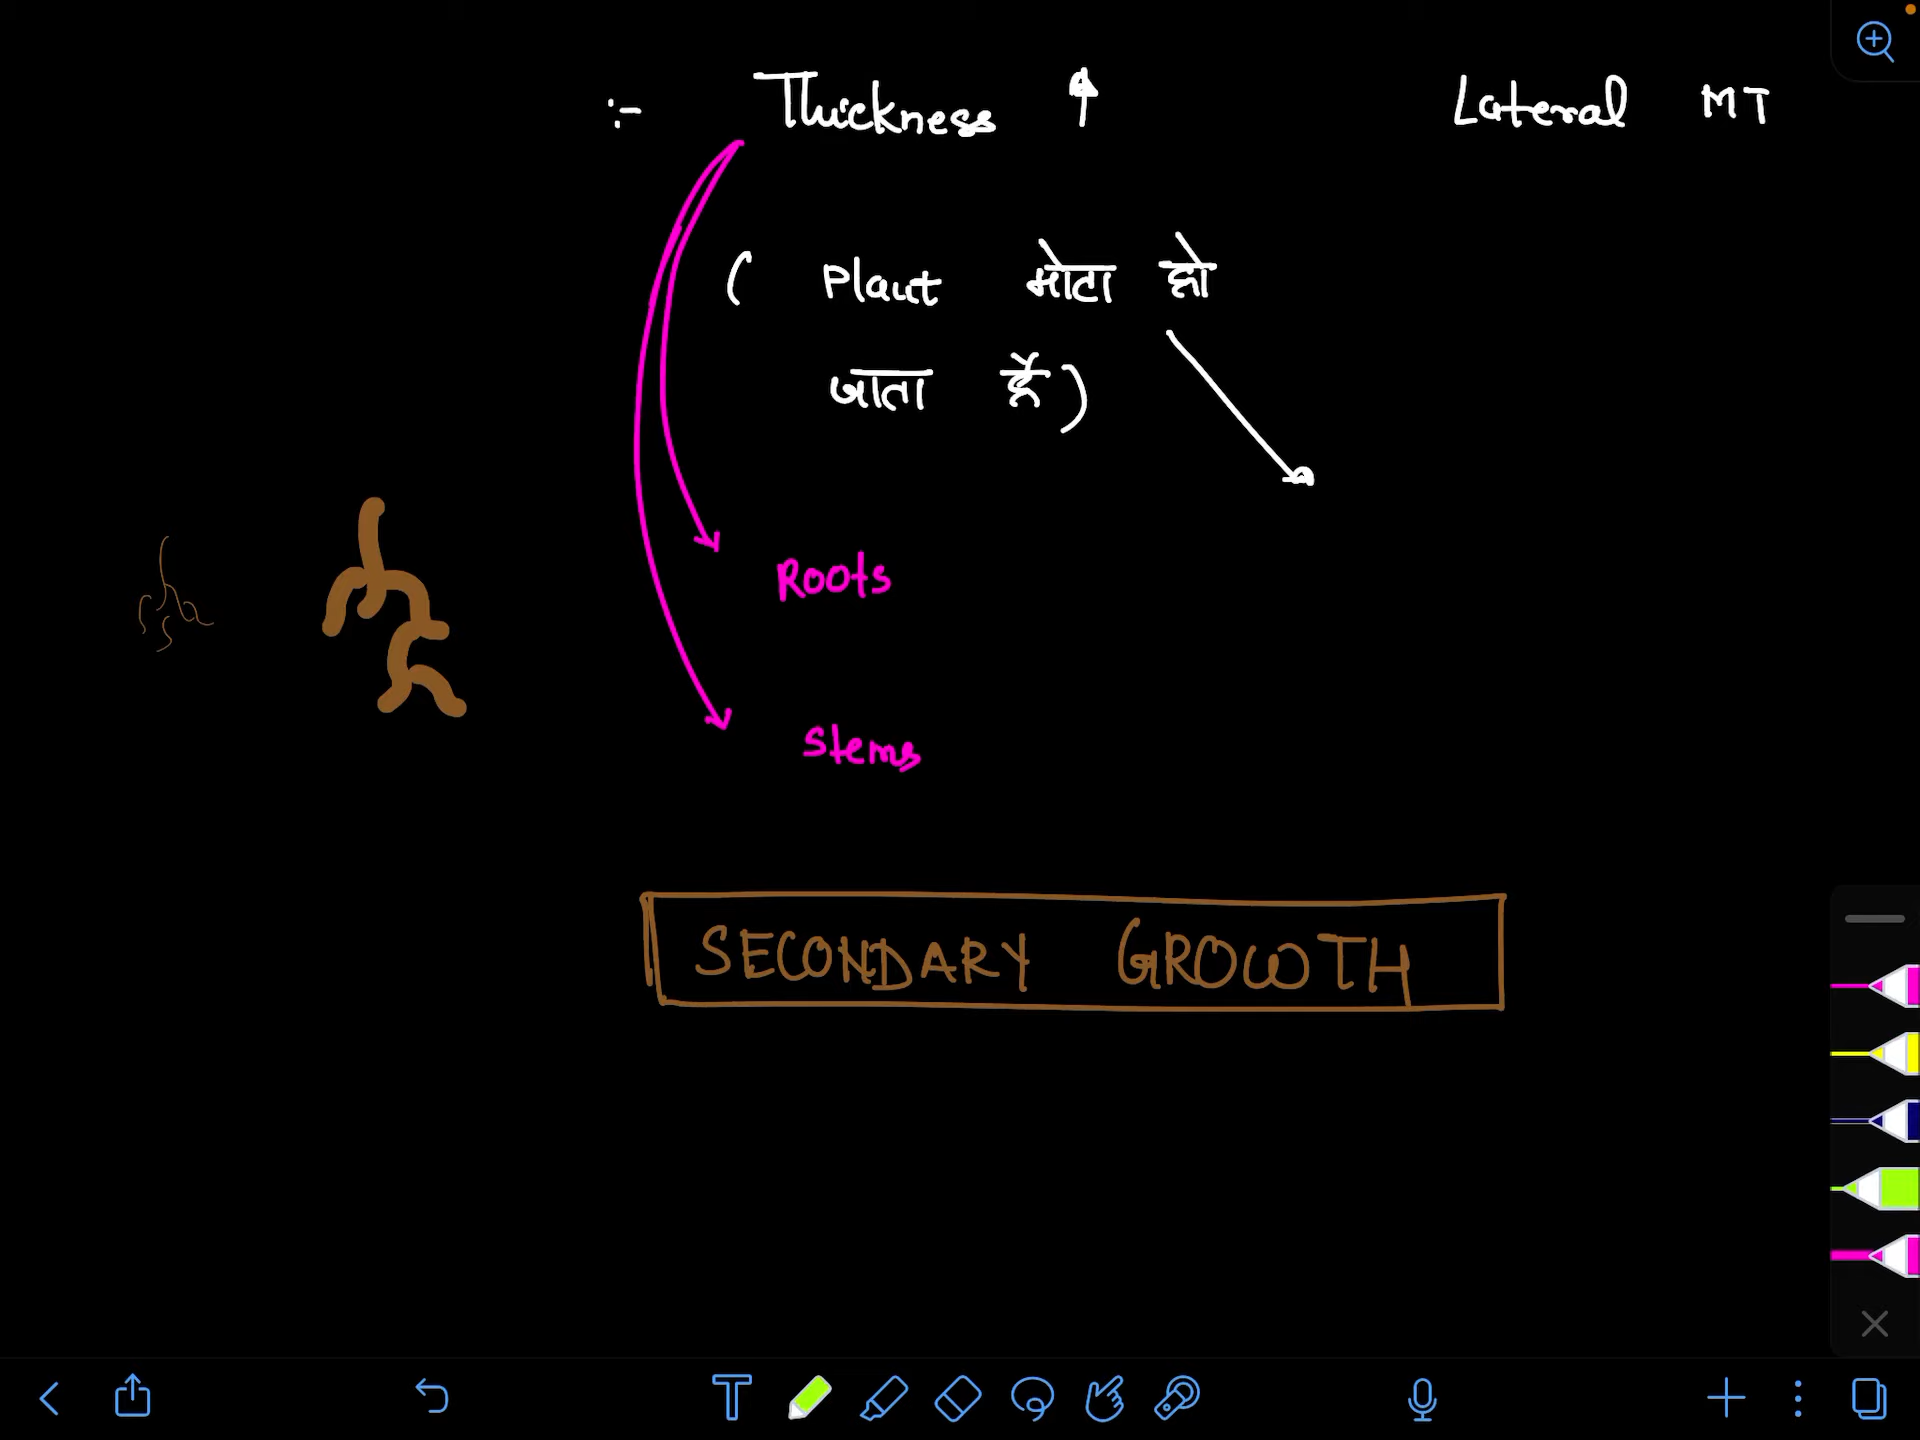 :- Thickness ↑ Lateral MT
( Plant मोटा हो
जाता हैं )
Roots
Stems
SECONDARY GROWTH